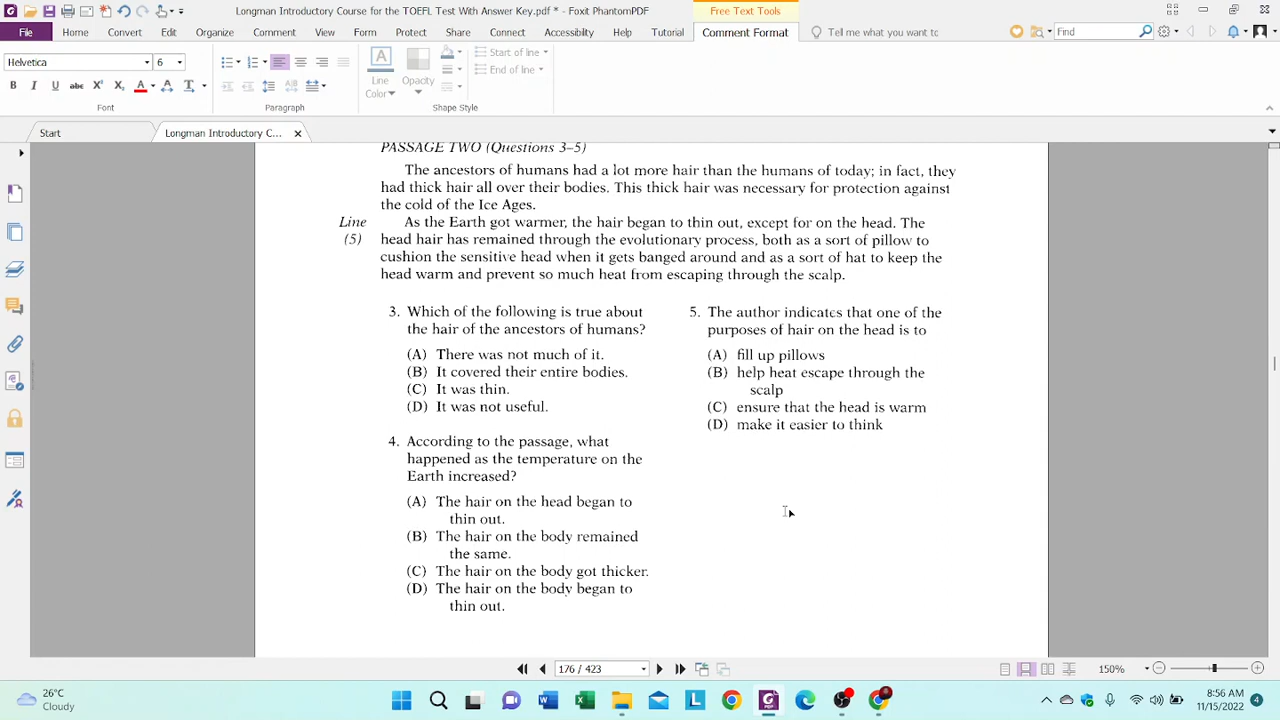 Longman Introductory Course for the TOEFL Test With Answer Key.pdf * - Foxit PhantomPDF
Free Text Tools
File Home Convert Edit Organize Comment View Form Protect Share Connect Accessibility Help Tutorial Comment Format Tell me what you want... Find
Helvetica 6
Line Color
Opacity
Start of line
End of line
Font Paragraph Shape Style
Start Longman Introductory C...
PASSAGE TWO (Questions 3–5)
The ancestors of humans had a lot more hair than the humans of today; in fact, they
had thick hair all over their bodies. This thick hair was necessary for protection against
the cold of the Ice Ages.
Line As the Earth got warmer, the hair began to thin out, except for on the head. The
(5) head hair has remained through the evolutionary process, both as a sort of pillow to
cushion the sensitive head when it gets banged around and as a sort of hat to keep the
head warm and prevent so much heat from escaping through the scalp.
3. Which of the following is true about
the hair of the ancestors of humans?
(A) There was not much of it.
(B) It covered their entire bodies.
(C) It was thin.
(D) It was not useful.
4. According to the passage, what
happened as the temperature on the
Earth increased?
(A) The hair on the head began to
thin out.
(B) The hair on the body remained
the same.
(C) The hair on the body got thicker.
(D) The hair on the body began to
thin out.
5. The author indicates that one of the
purposes of hair on the head is to
(A) fill up pillows
(B) help heat escape through the
scalp
(C) ensure that the head is warm
(D) make it easier to think
176 / 423
150%
26°C
Cloudy
8:56 AM
11/15/2022
4